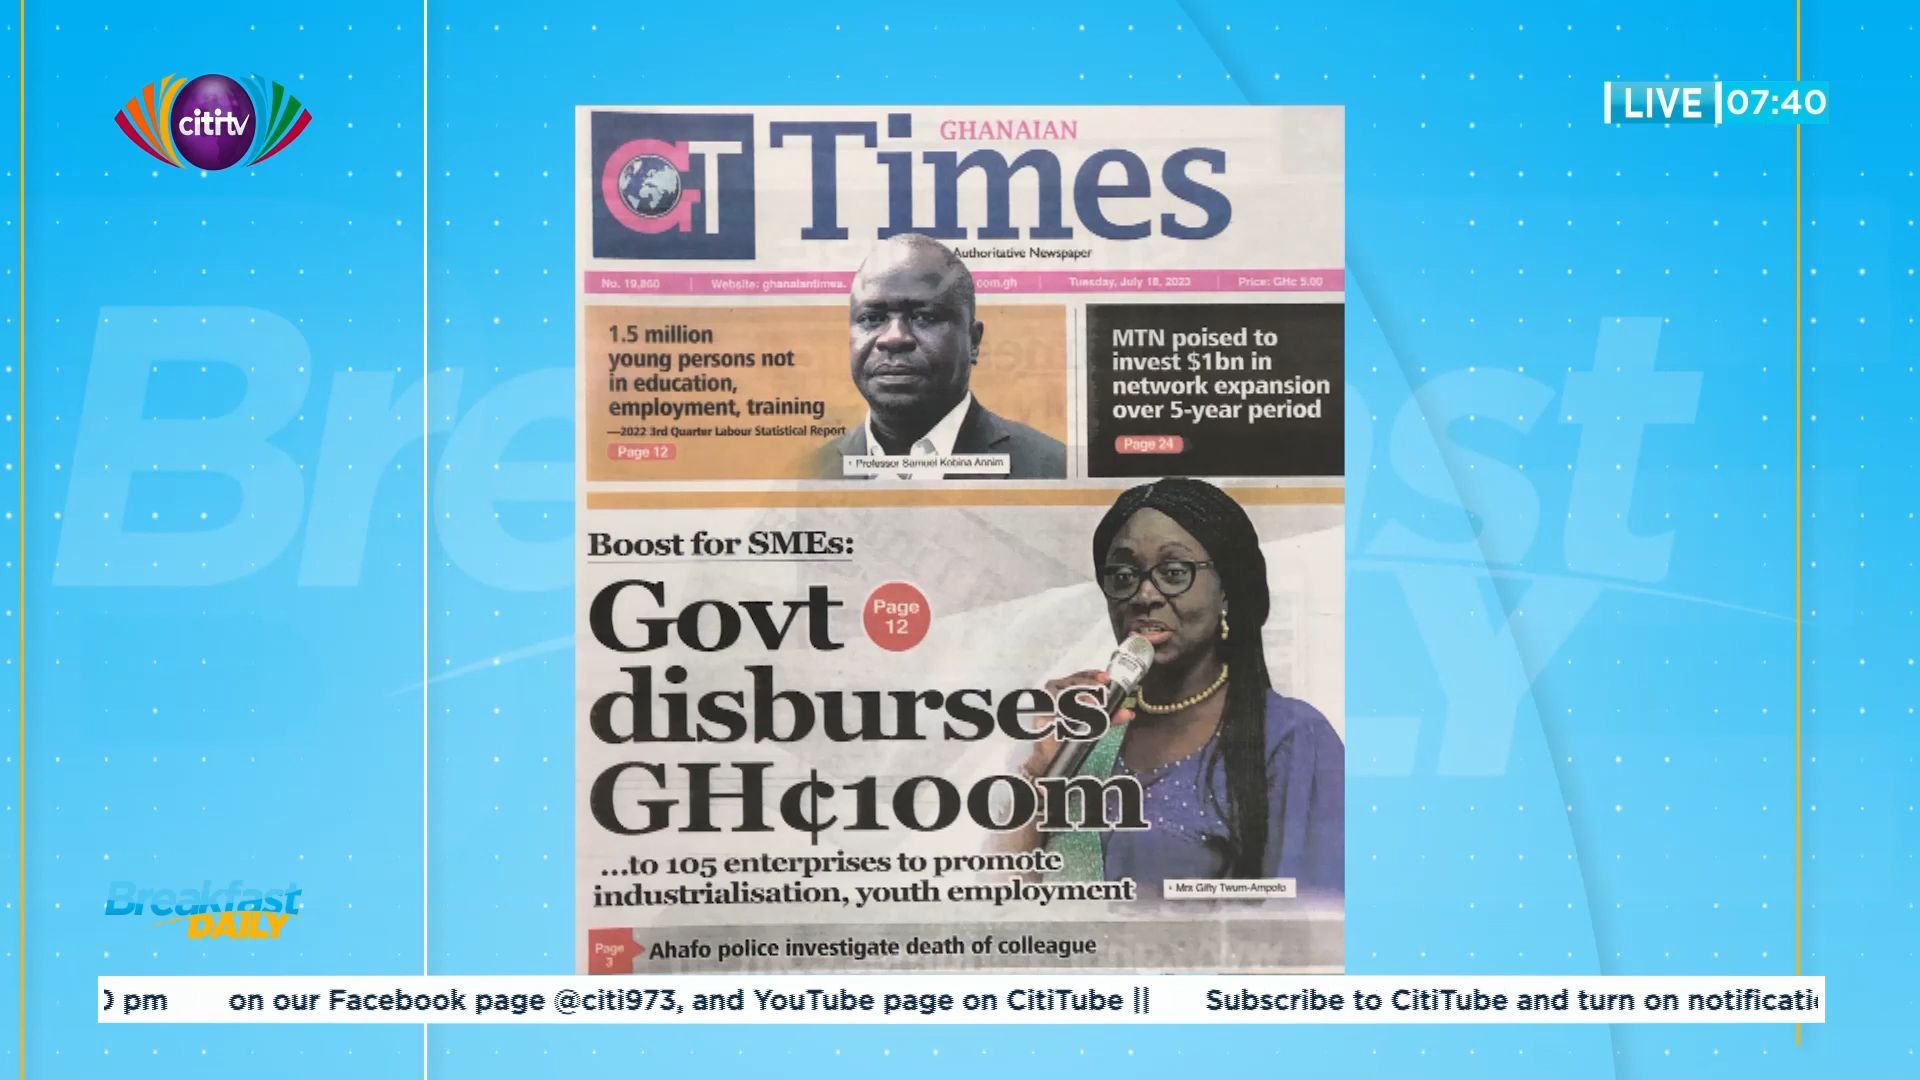 cititv
LIVE 07:40
GT
GHANAIAN
Times
Authoritative Newspaper
No. 19,860
Website: ghanaiantimes.
com.gh
Tuesday, July 18, 2023
Price: GH¢ 5.00
1.5 million
young persons not
in education,
employment, training
—2022 3rd Quarter Labour Statistical Report
Page 12
Professor Samuel Kobina Annim
MTN poised to
invest $1bn in
network expansion
over 5-year period
Page 24
Boost for SMEs:
Govt
Page
12
disburses
GH¢100m
...to 105 enterprises to promote
industrialisation, youth employment
Mrs Gifty Twum-Ampofo
Page
3
Ahafo police investigate death of colleague
Breakfast
DAILY
pm on our Facebook page @citi973, and YouTube page on CitiTube || Subscribe to CitiTube and turn on